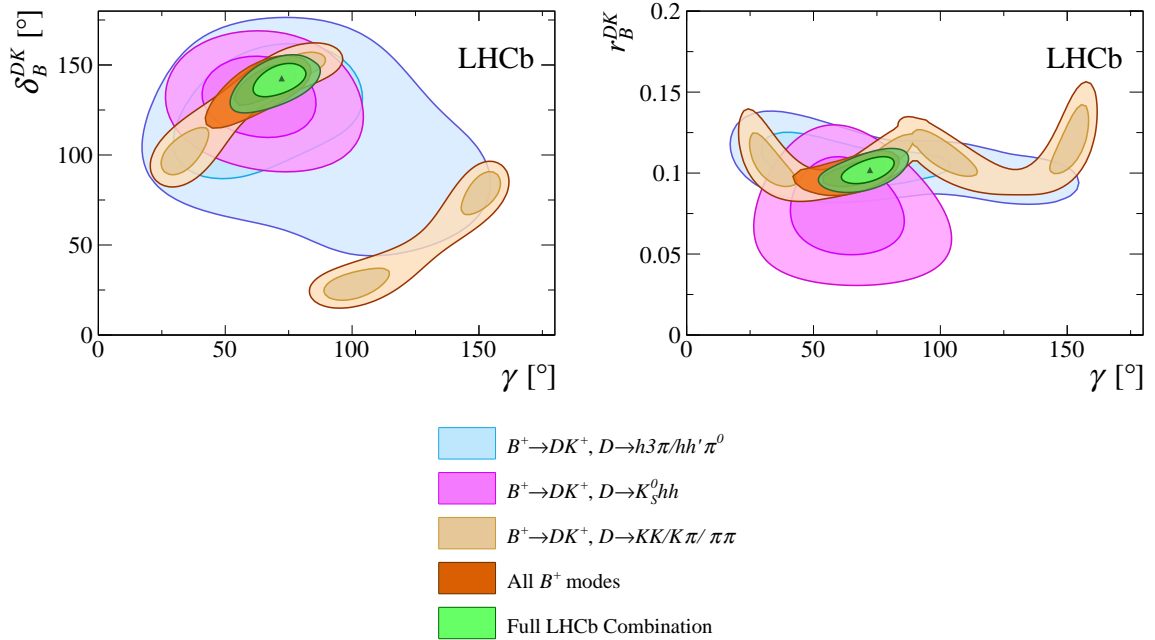 δ_B^{DK} [°]
LHCb
150
100
50
0
0 50 100 150
γ [°]
r_B^{DK}
0.2
LHCb
0.15
0.1
0.05
0
0 50 100 150
γ [°]
B⁺→DK⁺, D→h3π/hh'π⁰
B⁺→DK⁺, D→K_S^0hh
B⁺→DK⁺, D→KK/Kπ/ππ
All B⁺ modes
Full LHCb Combination